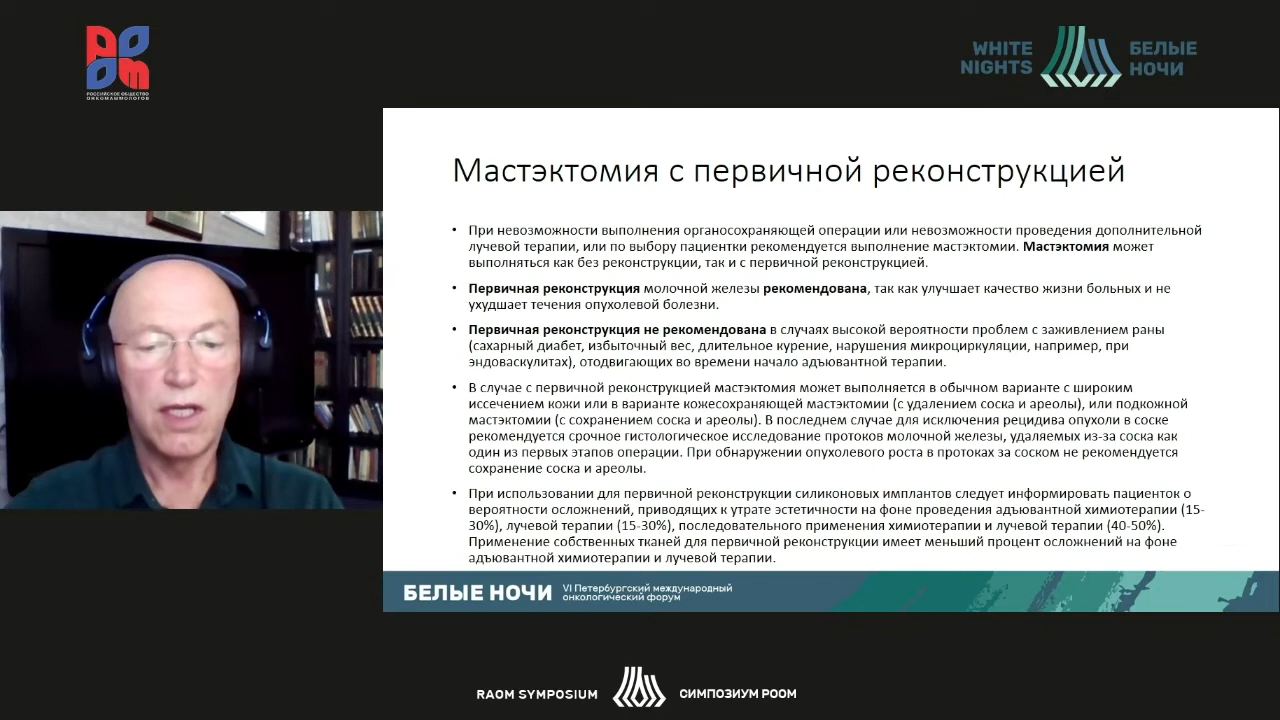 РОоМ
РОССИЙСКОЕ ОБЩЕСТВО
ОНКОМАММОЛОГОВ
WHITE
NIGHTS
БЕЛЫЕ
НОЧИ
Мастэктомия с первичной реконструкцией
• При невозможности выполнения органосохраняющей операции или невозможности проведения дополнительной
лучевой терапии, или по выбору пациентки рекомендуется выполнение мастэктомии. Мастэктомия может
выполняться как без реконструкции, так и с первичной реконструкцией.
• Первичная реконструкция молочной железы рекомендована, так как улучшает качество жизни больных и не
ухудшает течения опухолевой болезни.
• Первичная реконструкция не рекомендована в случаях высокой вероятности проблем с заживлением раны
(сахарный диабет, избыточный вес, длительное курение, нарушения микроциркуляции, например, при
эндоваскулитах), отодвигающих во времени начало адъювантной терапии.
• В случае с первичной реконструкцией мастэктомия может выполняется в обычном варианте с широким
иссечением кожи или в варианте кожесохраняющей мастэктомии (с удалением соска и ареолы), или подкожной
мастэктомии (с сохранением соска и ареолы). В последнем случае для исключения рецидива опухоли в соске
рекомендуется срочное гистологическое исследование протоков молочной железы, удаляемых из-за соска как
один из первых этапов операции. При обнаружении опухолевого роста в протоках за соском не рекомендуется
сохранение соска и ареолы.
• При использовании для первичной реконструкции силиконовых имплантов следует информировать пациенток о
вероятности осложнений, приводящих к утрате эстетичности на фоне проведения адъювантной химиотерапии (15-
30%), лучевой терапии (15-30%), последовательного применения химиотерапии и лучевой терапии (40-50%).
Применение собственных тканей для первичной реконструкции имеет меньший процент осложнений на фоне
адъювантной химиотерапии и лучевой терапии.
БЕЛЫЕ НОЧИ
VI Петербургский международный
онкологический форум
RAOM SYMPOSIUM
СИМПОЗИУМ РООМ